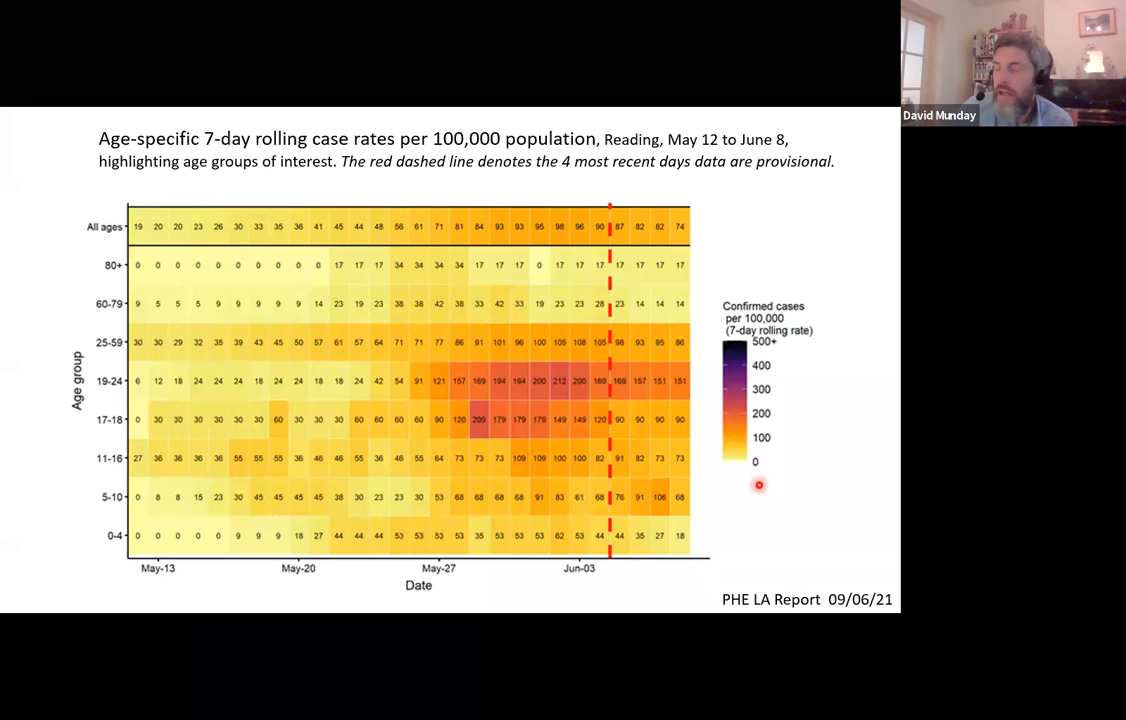 David Munday
Age-specific 7-day rolling case rates per 100,000 population, Reading, May 12 to June 8,
highlighting age groups of interest. The red dashed line denotes the 4 most recent days data are provisional.
All ages 19 20 20 23 26 30 33 35 36 41 45 44 48 56 61 71 81 84 93 93 95 98 96 90 87 82 82 74
80+ 0 0 0 0 0 0 0 0 0 0 17 17 17 34 34 34 34 17 17 17 0 17 17 17 17 17 17 17
60-79 9 5 5 5 9 9 9 9 9 14 23 19 23 38 38 42 38 33 42 33 19 23 23 28 23 14 14 14
25-59 30 30 29 32 35 39 43 45 50 57 61 57 64 71 71 77 86 91 101 96 100 105 108 105 98 93 95 86
19-24 6 12 18 24 24 24 18 24 24 18 18 24 42 54 91 121 157 169 194 194 200 212 200 169 169 157 151 151
17-18 0 30 30 30 30 30 30 60 30 30 30 60 60 60 60 90 120 209 179 179 179 149 149 120 90 90 90 90
11-16 27 36 36 36 36 55 55 55 36 46 46 55 36 46 55 64 73 73 73 109 109 100 100 82 91 82 73 73
5-10 0 8 8 15 23 30 45 45 45 45 38 30 23 23 30 53 68 68 68 68 91 83 61 68 76 91 106 68
0-4 0 0 0 0 0 9 9 9 18 27 44 44 44 53 53 53 53 35 53 53 53 62 53 44 44 35 27 18
Age group
May-13 May-20 May-27 Jun-03
Date
Confirmed cases
per 100,000
(7-day rolling rate)
500+
400
300
200
100
0
PHE LA Report 09/06/21